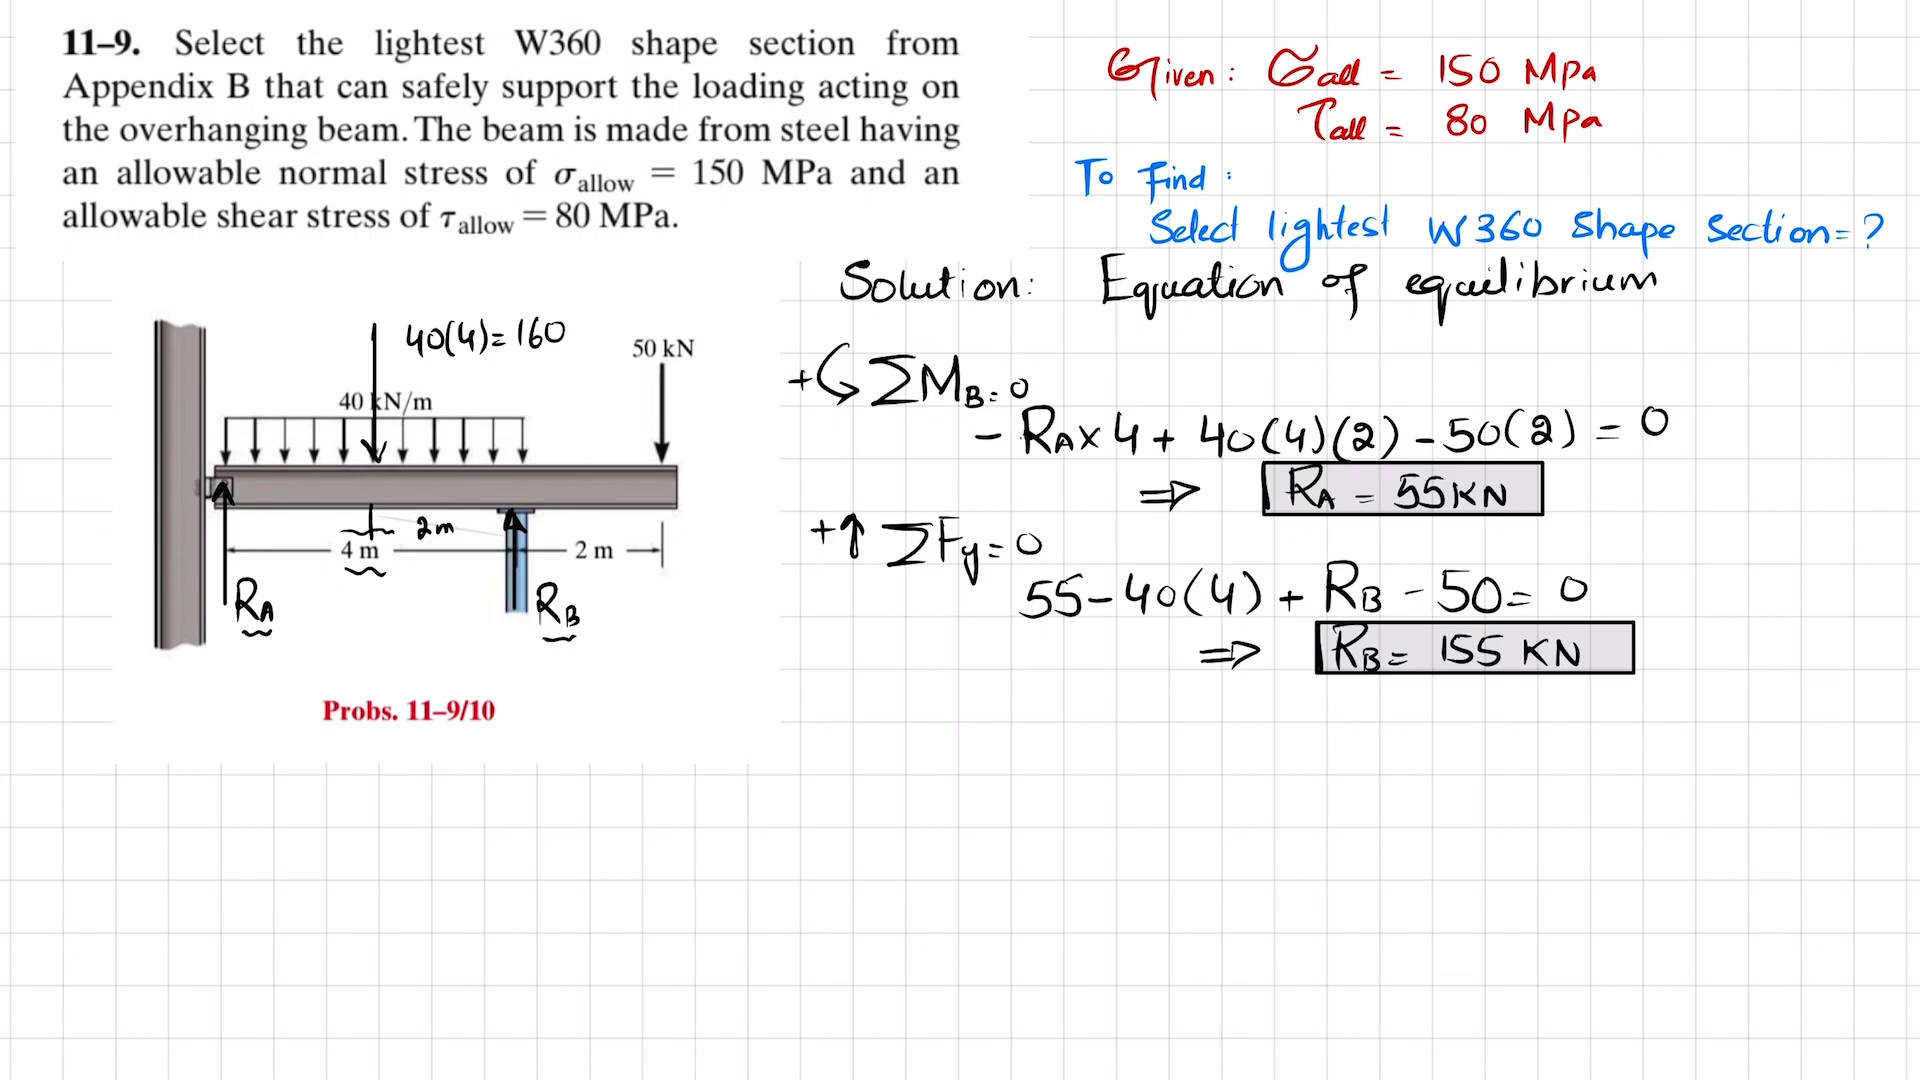 11–9. Select the lightest W360 shape section from
Appendix B that can safely support the loading acting on
the overhanging beam. The beam is made from steel having
an allowable normal stress of σallow = 150 MPa and an
allowable shear stress of τallow = 80 MPa.
Given: σall = 150 MPa
τall = 80 MPa
To Find:
Select lightest W360 Shape Section = ?
Solution: Equation of equilibrium
40(4)=160
50 kN
40 kN/m
2m
4 m
2 m
RA
RB
Probs. 11–9/10
+ ΣMB=0
- RA×4 + 40(4)(2) - 50(2) = 0
⇒ RA = 55KN
+↑ ΣFy=0
55-40(4) + RB - 50 = 0
⇒ RB = 155 KN